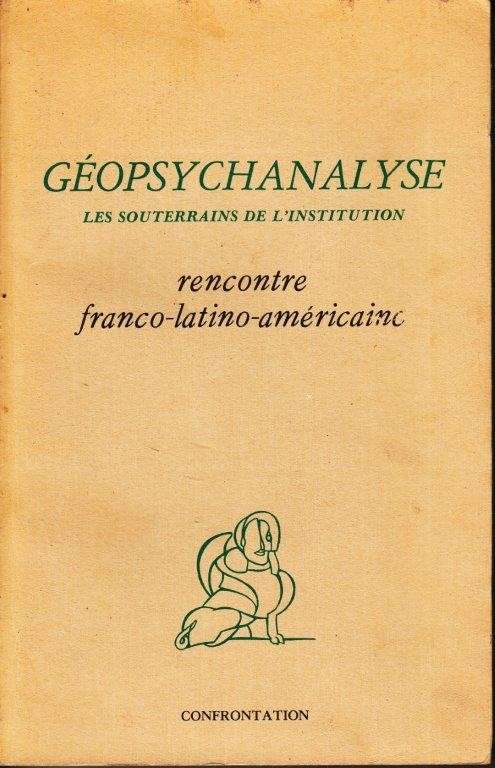 GÉOPSYCHANALYSE
LES SOUTERRAINS DE L'INSTITUTION
rencontre
franco-latino-américaine
CONFRONTATION